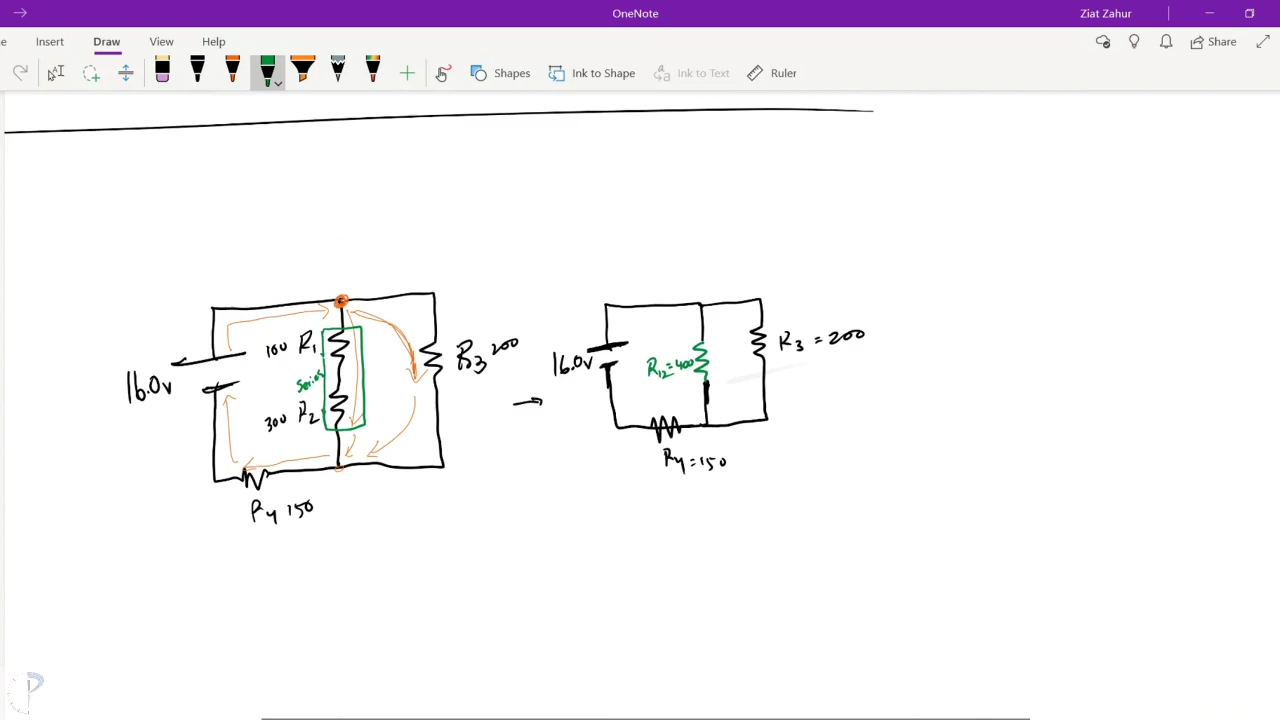 OneNote
Ziat Zahur
Insert Draw View Help
Share
Shapes
Ink to Shape
Ink to Text
Ruler
16.0v
100 R1
series
300 R2
R3 200
R4 150
16.0v
R12=400
R3 = 200
R4=150